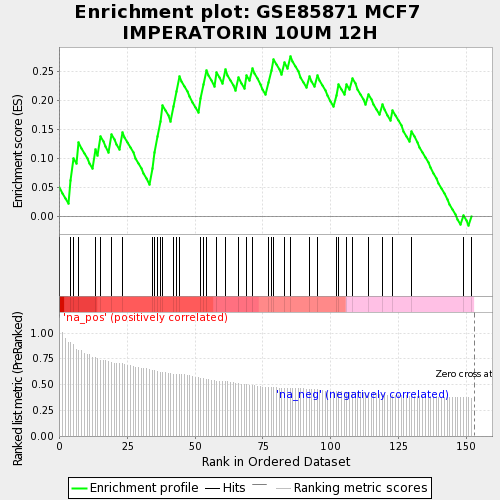 Enrichment plot: GSE85871 MCF7
IMPERATORIN 10UM 12H
Enrichment score (ES)
0.25
0.20
0.15
0.10
0.05
0.00
'na_pos' (positively correlated)
Ranked list metric (PreRanked)
1.00
0.75
0.50
0.25
0.00
Zero cross at
'na_neg' (negatively correlated)
0
25
50
75
100
125
150
Rank in Ordered Dataset
Enrichment profile
Hits
Ranking metric scores